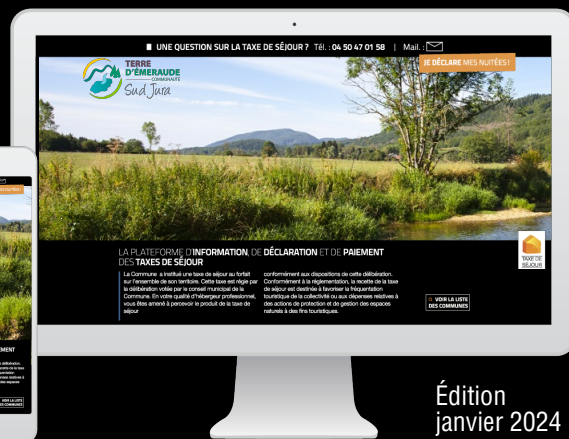 UNE QUESTION SUR LA TAXE DE SÉJOUR ? Tél. : 04 50 47 01 58 | Mail. :
JE DÉCLARE MES NUITÉES !
TERRE
D'ÉMERAUDE
COMMUNAUTÉ
Sud Jura
LA PLATEFORME D'INFORMATION, DE DÉCLARATION ET DE PAIEMENT
DES TAXES DE SÉJOUR
La Commune a institué une taxe de séjour au forfait
sur l'ensemble de son territoire. Cette taxe est régie par
la délibération votée par le conseil municipal de la
Commune. En votre qualité d'hébergeur professionnel,
vous êtes amené à percevoir le produit de la taxe de
séjour
conformément aux dispositions de cette délibération.
Conformément à la réglementation, la recette de la taxe
de séjour est destinée à favoriser la fréquentation
touristique de la collectivité ou aux dépenses relatives à
des actions de protection et de gestion des espaces
naturels à des fins touristiques.
TAXE DE
SÉJOUR
VOIR LA LISTE
DES COMMUNES
VOIR LA LISTE
DES COMMUNES
Édition
janvier 2024